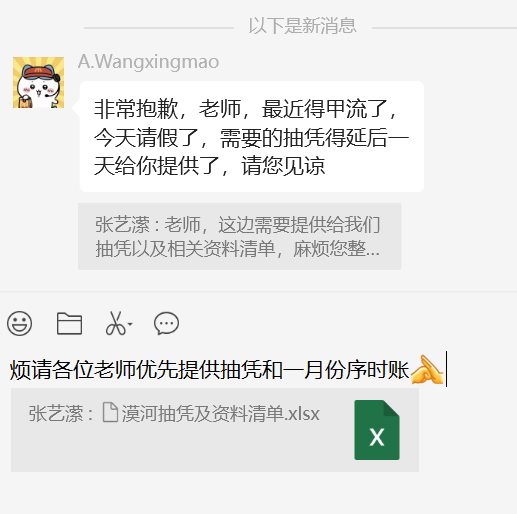 以下是新消息
A.Wangxingmao
非常抱歉，老师，最近得甲流了，
今天请假了，需要的抽凭得延后一
天给你提供了，请您见谅
张艺潆 : 老师，这边需要提供给我们
抽凭以及相关资料清单，麻烦您整...
烦请各位老师优先提供抽凭和一月份序时账
张艺潆 : 漠河抽凭及资料清单.xlsx
X